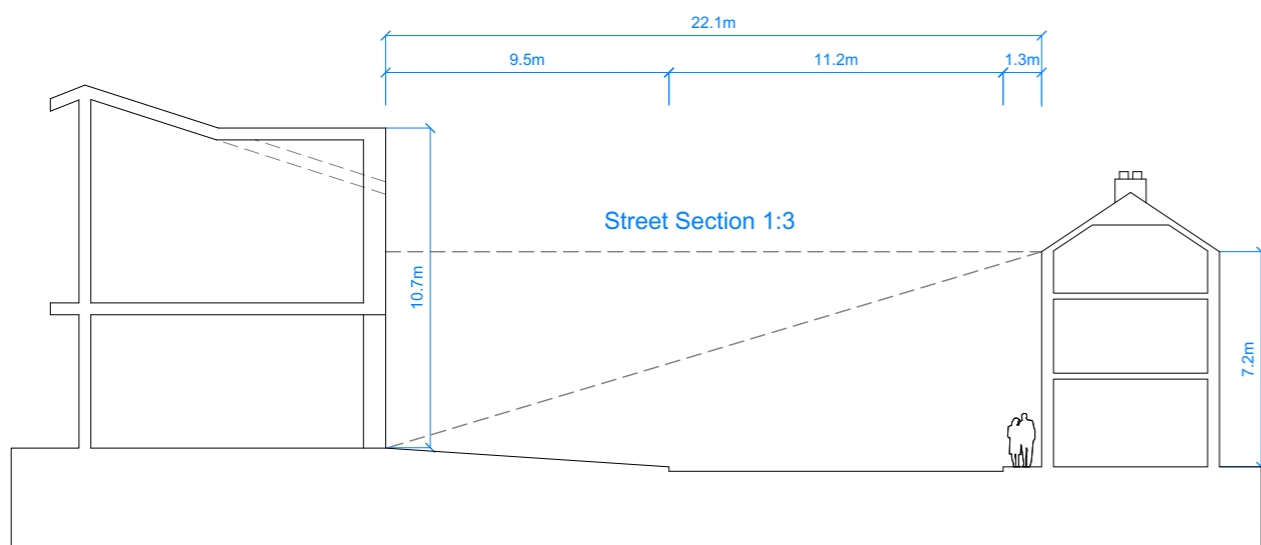 22.1m
9.5m
11.2m
1.3m
Street Section 1:3
10.7m
7.2m